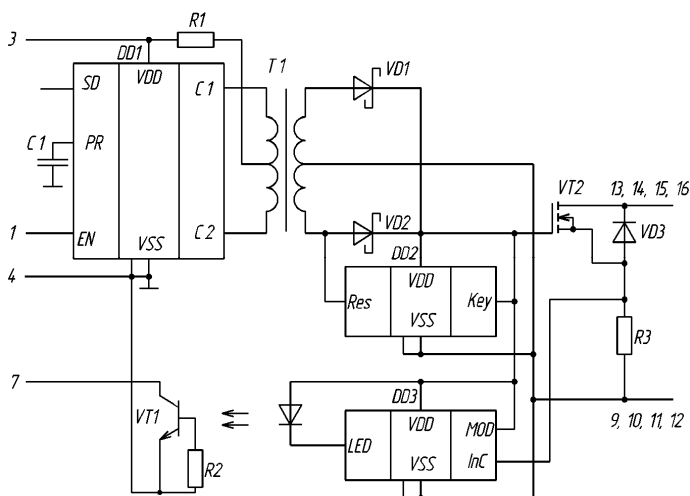 3
R1
DD1
T1
SD
VDD
C1
VD1
C1
PR
VT2
13, 14, 15, 16
1
EN
VSS
C2
VD2
VD3
DD2
4
Res
VDD
Key
VSS
R3
7
DD3
9, 10, 11, 12
VT1
VDD
MOD
LED
VSS
InC
R2